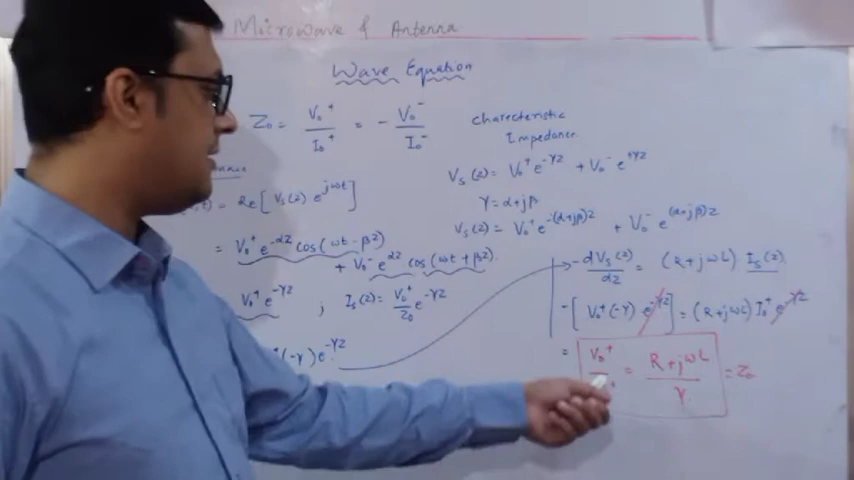 Microwave & Antenna
Wave Equation
Z₀ = V₀⁺/I₀⁺ = - V₀⁻/I₀⁻
charecteristic
Impedance
Vs(z) = V₀⁺ e^-γz + V₀⁻ e^+γz
γ = α+jβ
Vs(z) = V₀⁺ e^-(α+jβ)z + V₀⁻ e^(α+jβ)z
,t) = Re[Vs(z) e^jωt]
= V₀⁺ e^-αz cos(ωt-βz)
+ V₀⁻ e^αz cos(ωt+βz)
V₀⁺ e^-γz ; Is(z) = V₀⁺/Z₀ e^-γz
(-γ) e^-γz
-dVs(z)/dz = (R+jωL) Is(z)
-[V₀⁺(-γ) e^-γz] = (R+jωL) I₀⁺ e^-γz
= V₀⁺/ = R+jωL/γ = Z₀